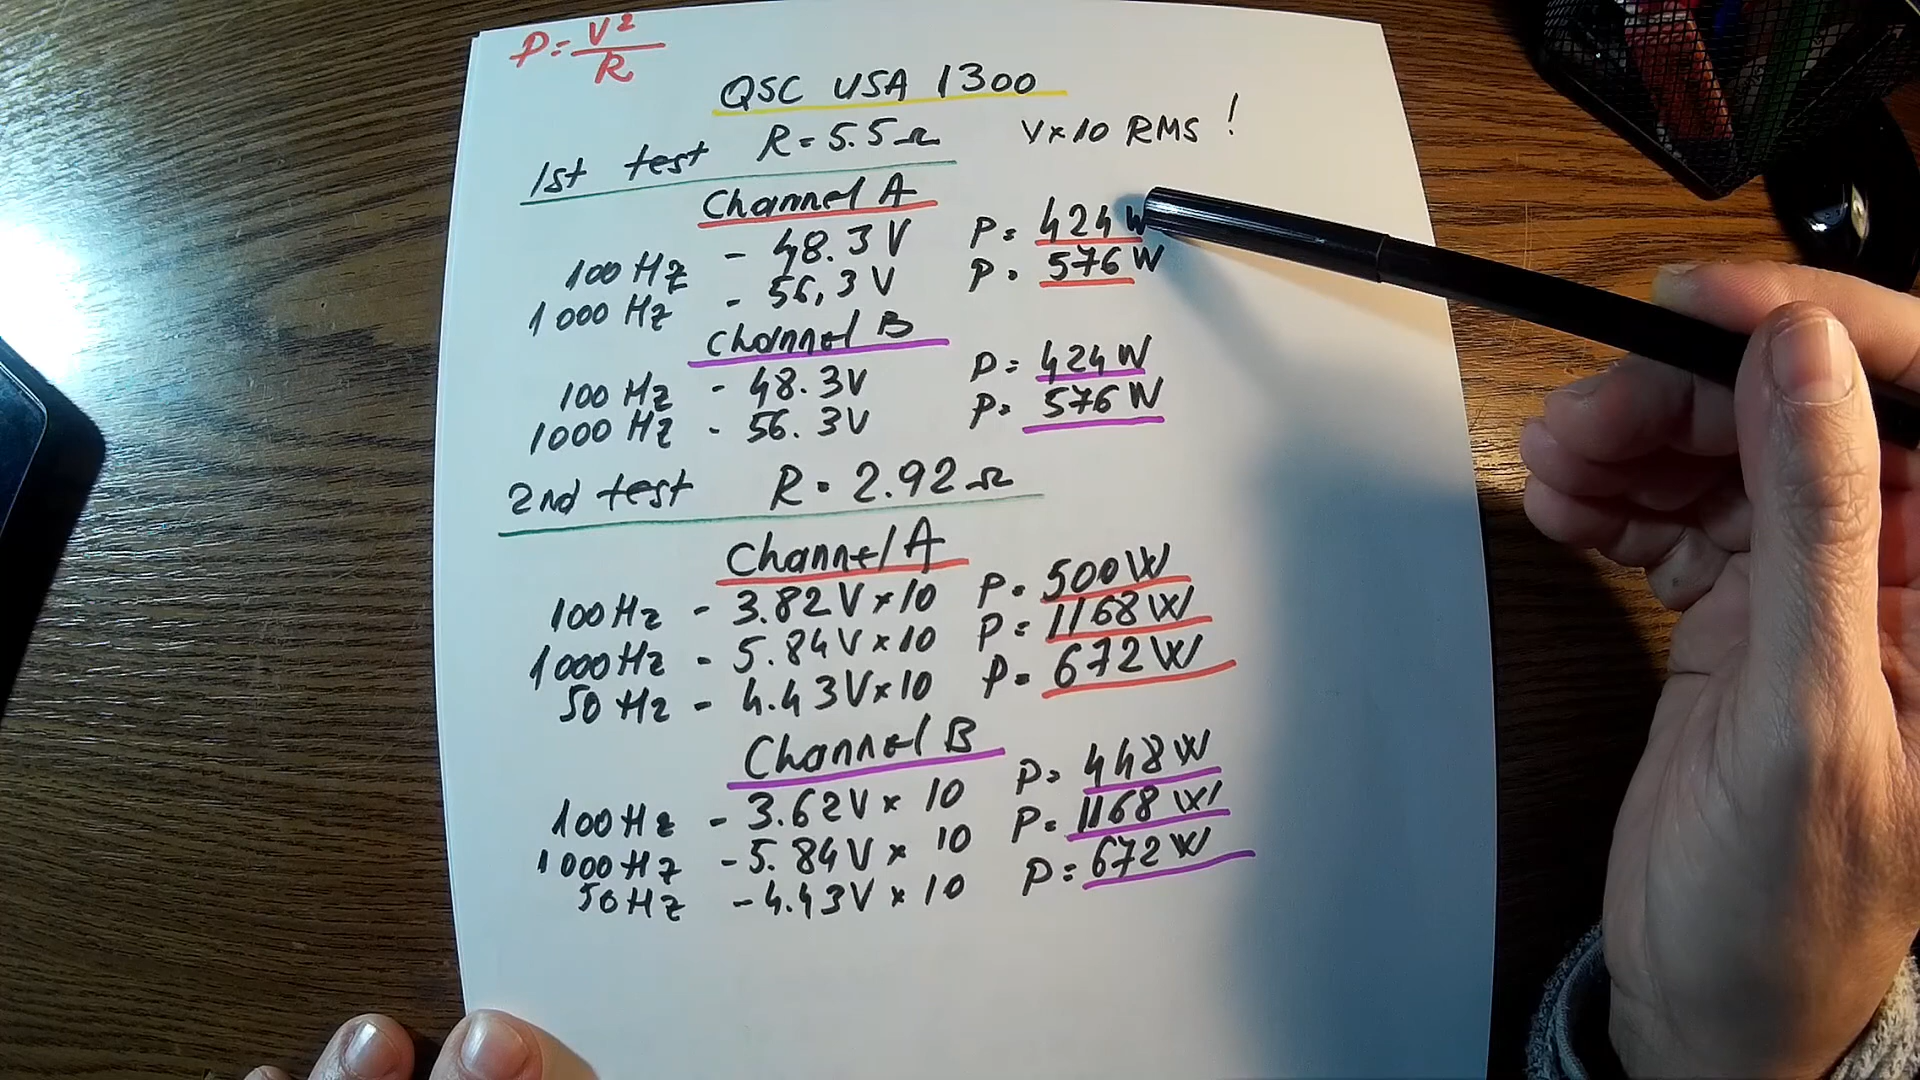 P = V²/R
QSC USA 1300
1st test R = 5.5 Ω V×10 RMS !
Channel A
100 Hz - 48.3 V P = 424 W
1000 Hz - 56,3 V P = 576 W
Channel B
100 Hz - 48.3V P = 424 W
1000 Hz - 56.3V P = 576 W
2nd test R = 2.92 Ω
Channel A
100 Hz - 3.82 V × 10 P = 500 W
1000 Hz - 5.84 V × 10 P = 1168 W
50 Hz - 4.43 V × 10 P = 672 W
Channel B
100 Hz - 3.62 V × 10 P = 448 W
1000 Hz - 5.84 V × 10 P = 1168 W
50 Hz - 4.43 V × 10 P = 672 W